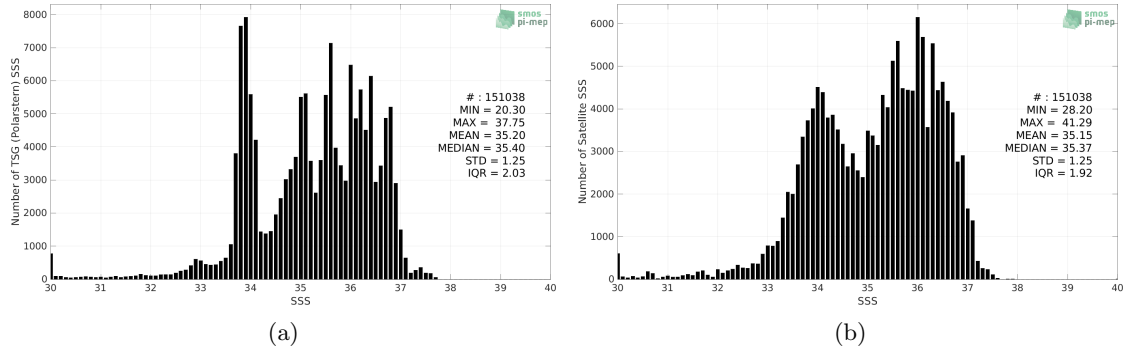 smos
pi-mep
Number of TSG (Polarstern) SSS
8000
7000
6000
5000
4000
3000
2000
1000
0
# : 151038
MIN = 20.30
MAX = 37.75
MEAN = 35.20
MEDIAN = 35.40
STD = 1.25
IQR = 2.03
30 31 32 33 34 35 36 37 38 39 40
SSS
(a)
smos
pi-mep
Number of Satellite SSS
6000
5000
4000
3000
2000
1000
0
# : 151038
MIN = 28.20
MAX = 41.29
MEAN = 35.15
MEDIAN = 35.37
STD = 1.25
IQR = 1.92
30 31 32 33 34 35 36 37 38 39 40
SSS
(b)